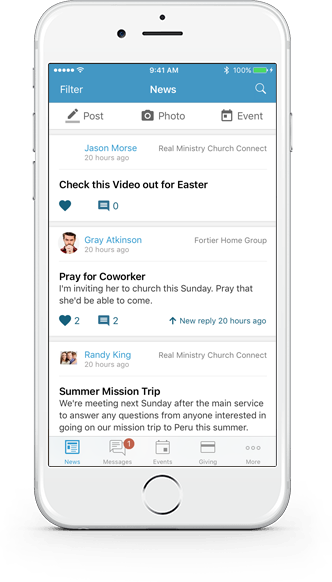 9:41 AM
100%
Filter
News
Post
Photo
Event
Jason Morse
Real Ministry Church Connect
20 hours ago
Check this Video out for Easter
0
Gray Atkinson
Fortier Home Group
20 hours ago
Pray for Coworker
I'm inviting her to church this Sunday. Pray that
she'd be able to come.
2
2
New reply 20 hours ago
Randy King
Real Ministry Church Connect
20 hours ago
Summer Mission Trip
We're meeting next Sunday after the main service
to answer any questions from anyone interested in
going on our mission trip to Peru this summer.
1
News
Messages
Events
Giving
More